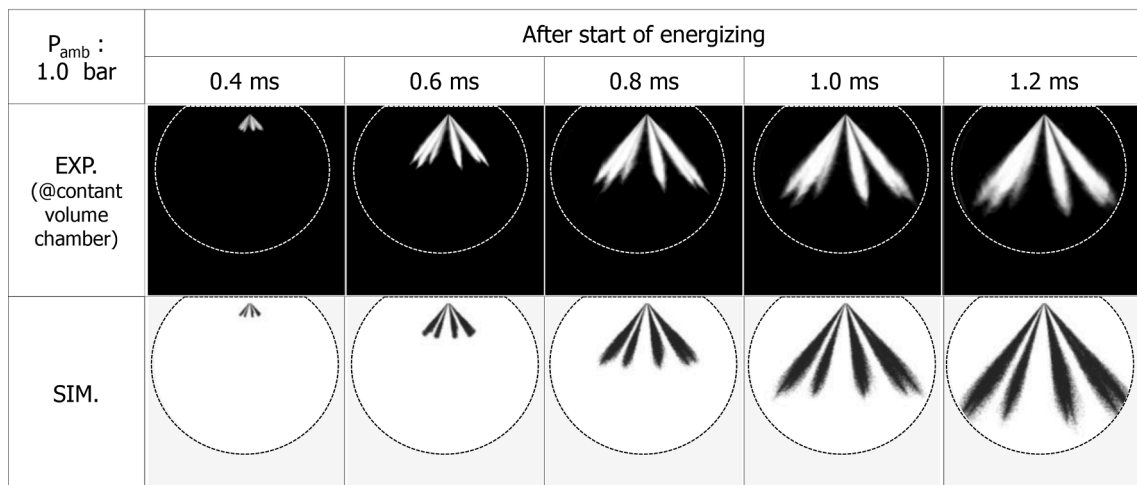 P_amb :
1.0 bar
After start of energizing
0.4 ms
0.6 ms
0.8 ms
1.0 ms
1.2 ms
EXP.
(@contant
volume
chamber)
SIM.